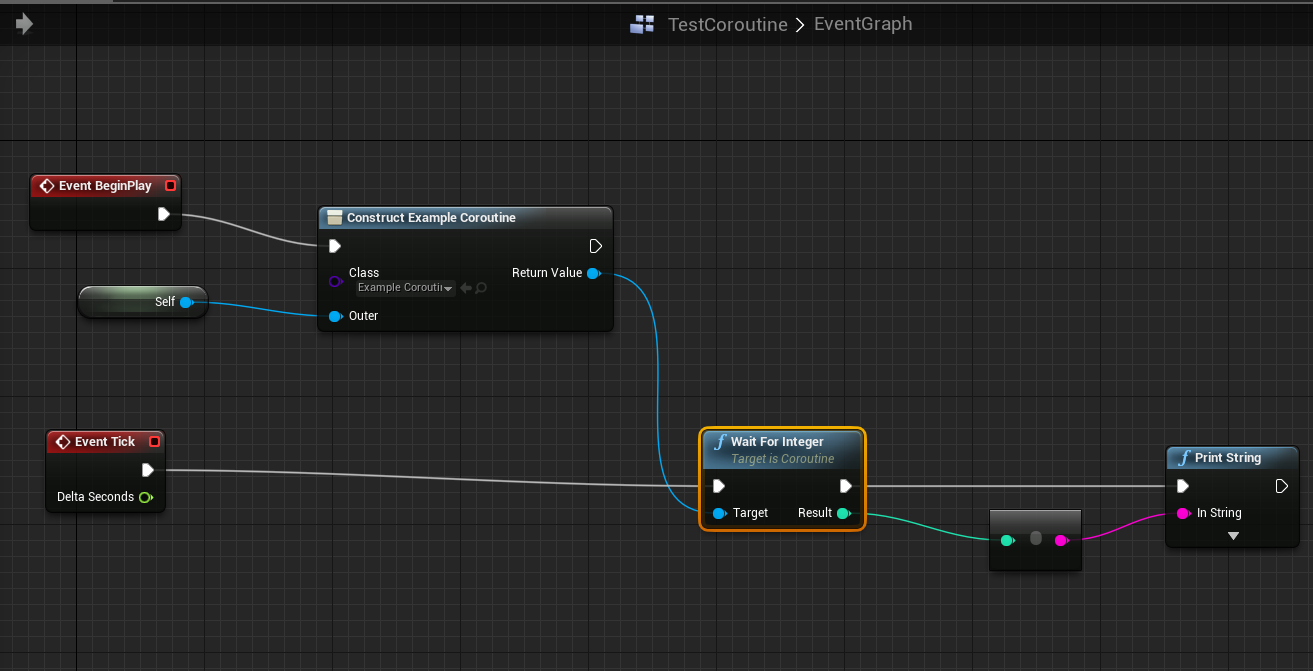 TestCoroutine > EventGraph
Event BeginPlay
Construct Example Coroutine
Class
Return Value
Example Corouti
Self
Outer
Event Tick
Delta Seconds
Wait For Integer
Target is Coroutine
Target
Result
Print String
In String